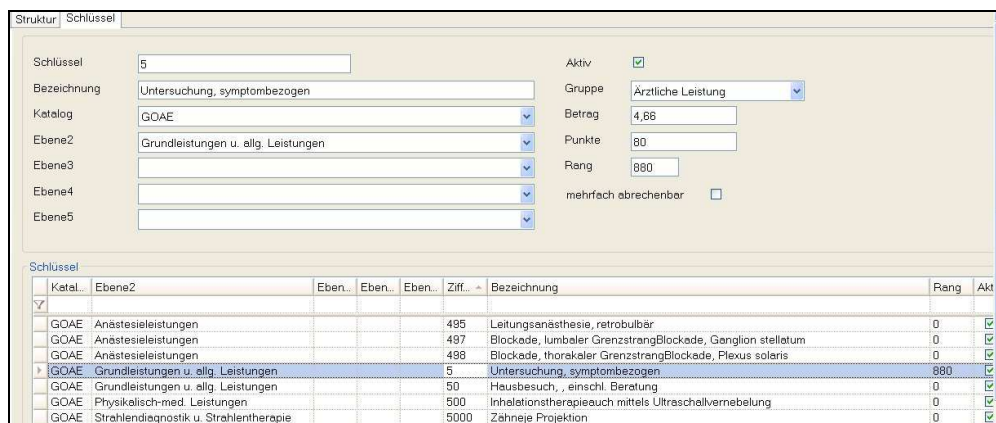 Struktur Schlüssel
Schlüssel 5 Aktiv
Bezeichnung Untersuchung, symptombezogen Gruppe Ärztliche Leistung
Katalog GOAE Betrag 4,66
Ebene2 Grundleistungen u. allg. Leistungen Punkte 80
Ebene3 Rang 880
Ebene4 mehrfach abrechenbar
Ebene5
Schlüssel
Katal... Ebene2 Eben... Eben... Eben... Ziff... Bezeichnung Rang Akt
GOAE Anästesieleistungen 495 Leitungsanästhesie, retrobulbär 0
GOAE Anästesieleistungen 497 Blockade, lumbaler GrenzstrangBlockade, Ganglion stellatum 0
GOAE Anästesieleistungen 498 Blockade, thorakaler GrenzstrangBlockade, Plexus solaris 0
GOAE Grundleistungen u. allg. Leistungen 5 Untersuchung, symptombezogen 880
GOAE Grundleistungen u. allg. Leistungen 50 Hausbesuch, , einschl. Beratung 0
GOAE Physikalisch-med. Leistungen 500 Inhalationstherapieauch mittels Ultraschallvernebelung 0
GOAE Strahlendiagnostik u. Strahlentherapie 5000 Zähneje Projektion 0